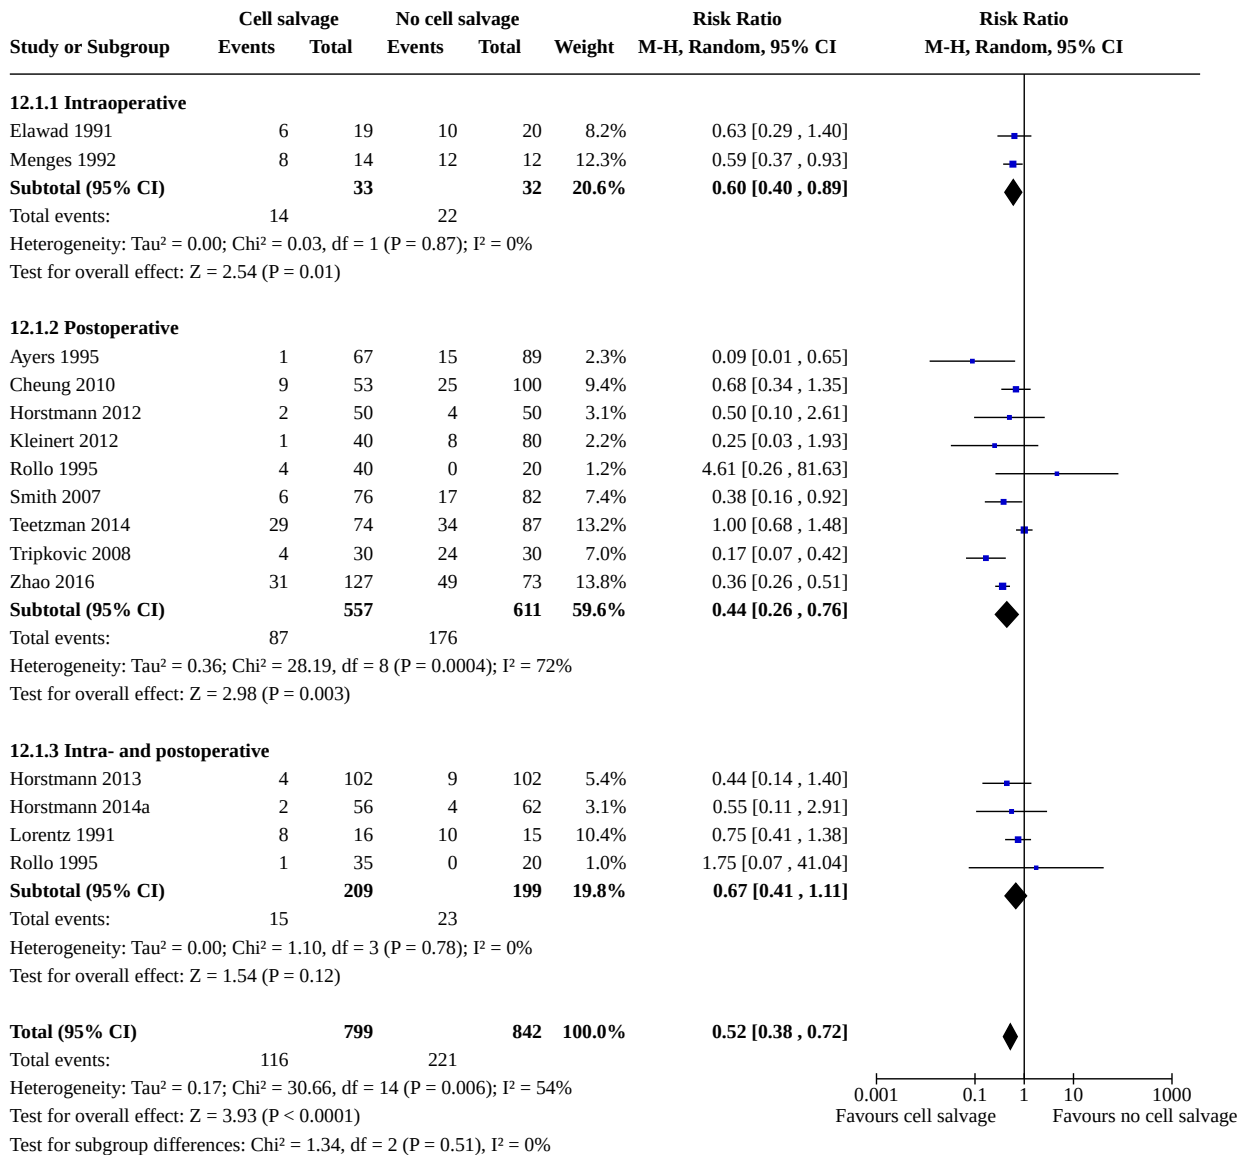 Cell salvage No cell salvage Risk Ratio Risk Ratio
Study or Subgroup Events Total Events Total Weight M-H, Random, 95% CI M-H, Random, 95% CI
12.1.1 Intraoperative
Elawad 1991 6 19 10 20 8.2% 0.63 [0.29 , 1.40]
Menges 1992 8 14 12 12 12.3% 0.59 [0.37 , 0.93]
Subtotal (95% CI) 33 32 20.6% 0.60 [0.40 , 0.89]
Total events: 14 22
Heterogeneity: Tau² = 0.00; Chi² = 0.03, df = 1 (P = 0.87); I² = 0%
Test for overall effect: Z = 2.54 (P = 0.01)
12.1.2 Postoperative
Ayers 1995 1 67 15 89 2.3% 0.09 [0.01 , 0.65]
Cheung 2010 9 53 25 100 9.4% 0.68 [0.34 , 1.35]
Horstmann 2012 2 50 4 50 3.1% 0.50 [0.10 , 2.61]
Kleinert 2012 1 40 8 80 2.2% 0.25 [0.03 , 1.93]
Rollo 1995 4 40 0 20 1.2% 4.61 [0.26 , 81.63]
Smith 2007 6 76 17 82 7.4% 0.38 [0.16 , 0.92]
Teetzman 2014 29 74 34 87 13.2% 1.00 [0.68 , 1.48]
Tripkovic 2008 4 30 24 30 7.0% 0.17 [0.07 , 0.42]
Zhao 2016 31 127 49 73 13.8% 0.36 [0.26 , 0.51]
Subtotal (95% CI) 557 611 59.6% 0.44 [0.26 , 0.76]
Total events: 87 176
Heterogeneity: Tau² = 0.36; Chi² = 28.19, df = 8 (P = 0.0004); I² = 72%
Test for overall effect: Z = 2.98 (P = 0.003)
12.1.3 Intra- and postoperative
Horstmann 2013 4 102 9 102 5.4% 0.44 [0.14 , 1.40]
Horstmann 2014a 2 56 4 62 3.1% 0.55 [0.11 , 2.91]
Lorentz 1991 8 16 10 15 10.4% 0.75 [0.41 , 1.38]
Rollo 1995 1 35 0 20 1.0% 1.75 [0.07 , 41.04]
Subtotal (95% CI) 209 199 19.8% 0.67 [0.41 , 1.11]
Total events: 15 23
Heterogeneity: Tau² = 0.00; Chi² = 1.10, df = 3 (P = 0.78); I² = 0%
Test for overall effect: Z = 1.54 (P = 0.12)
Total (95% CI) 799 842 100.0% 0.52 [0.38 , 0.72]
Total events: 116 221
Heterogeneity: Tau² = 0.17; Chi² = 30.66, df = 14 (P = 0.006); I² = 54%
0.001 0.1 1 10 1000
Test for overall effect: Z = 3.93 (P < 0.0001) Favours cell salvage Favours no cell salvage
Test for subgroup differences: Chi² = 1.34, df = 2 (P = 0.51), I² = 0%